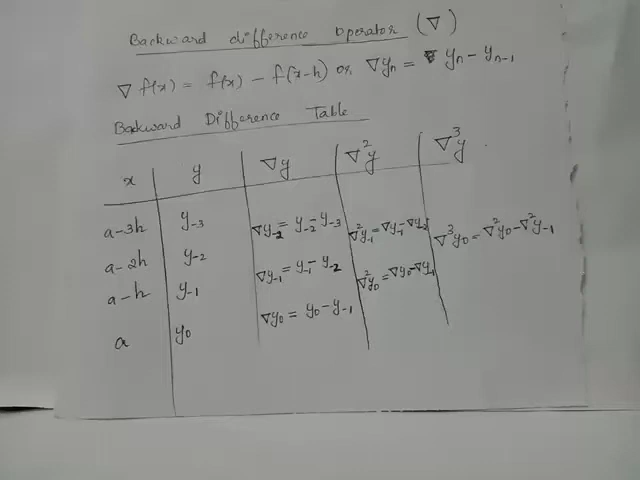 Backward difference Operator (∇)
∇ f(x) = f(x) - f(x-h) or ∇yₙ = yₙ - yₙ₋₁
Backward Difference Table
x y ∇y ∇²y ∇³y
a-3h y₋₃
∇y₋₂ = y₋₂ - y₋₃
a-2h y₋₂ ∇²y₋₁ = ∇y₋₁ - ∇y₋₂
∇y₋₁ = y₋₁ - y₋₂ ∇³y₀ = ∇²y₀ - ∇²y₋₁
a-h y₋₁ ∇²y₀ = ∇y₀ - ∇y₋₁
∇y₀ = y₀ - y₋₁
a y₀